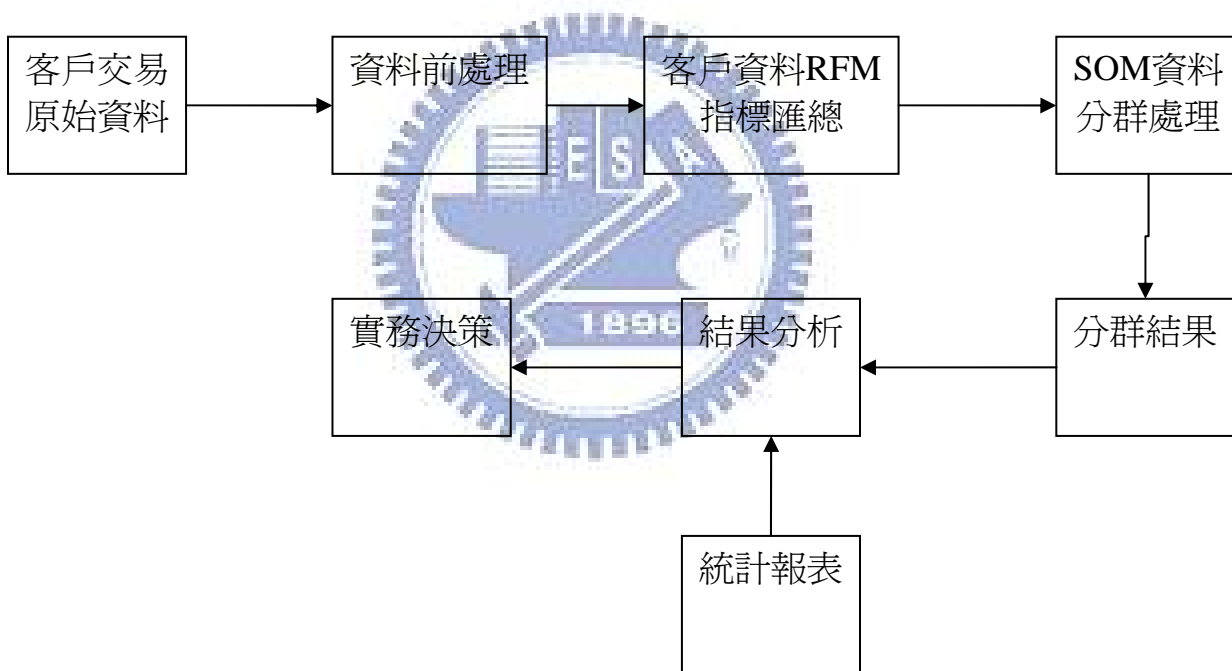 客戶交易
原始資料
資料前處理
客戶資料RFM
指標匯總
SOM資料
分群處理
ESA
實務決策
1896
結果分析
分群結果
統計報表